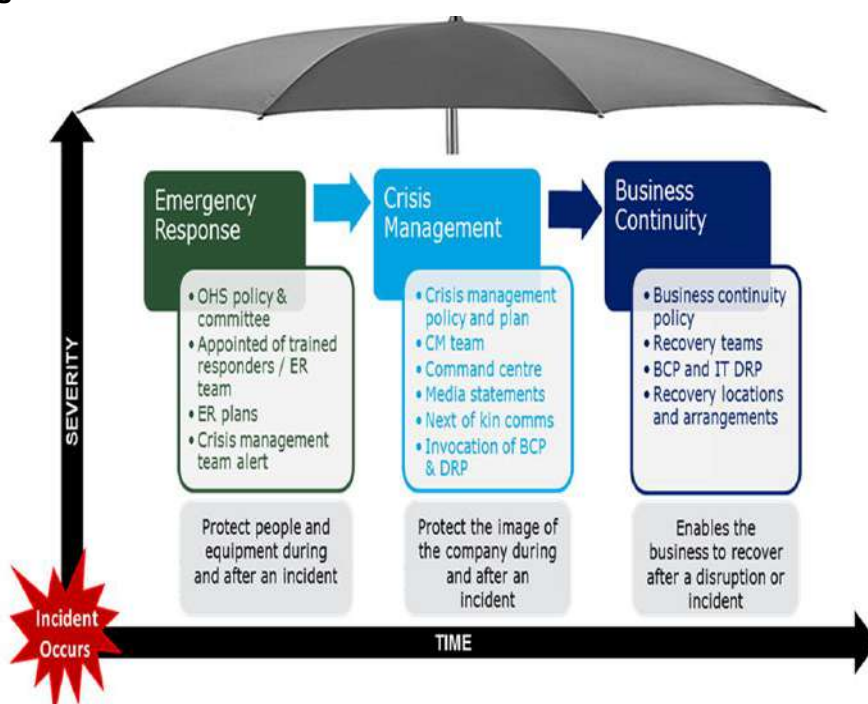 Emergency
Response
Crisis
Management
Business
Continuity
• OHS policy &
committee
• Appointed of trained
responders / ER
team
• ER plans
• Crisis management
team alert
• Crisis management
policy and plan
• CM team
• Command centre
• Media statements
• Next of kin comms
• Invocation of BCP
& DRP
• Business continuity
policy
• Recovery teams
• BCP and IT DRP
• Recovery locations
and arrangements
SEVERITY
Protect people and
equipment during
and after an incident
Protect the image of
the company during
and after an
incident
Enables the
business to recover
after a disruption or
incident
Incident
Occurs
TIME